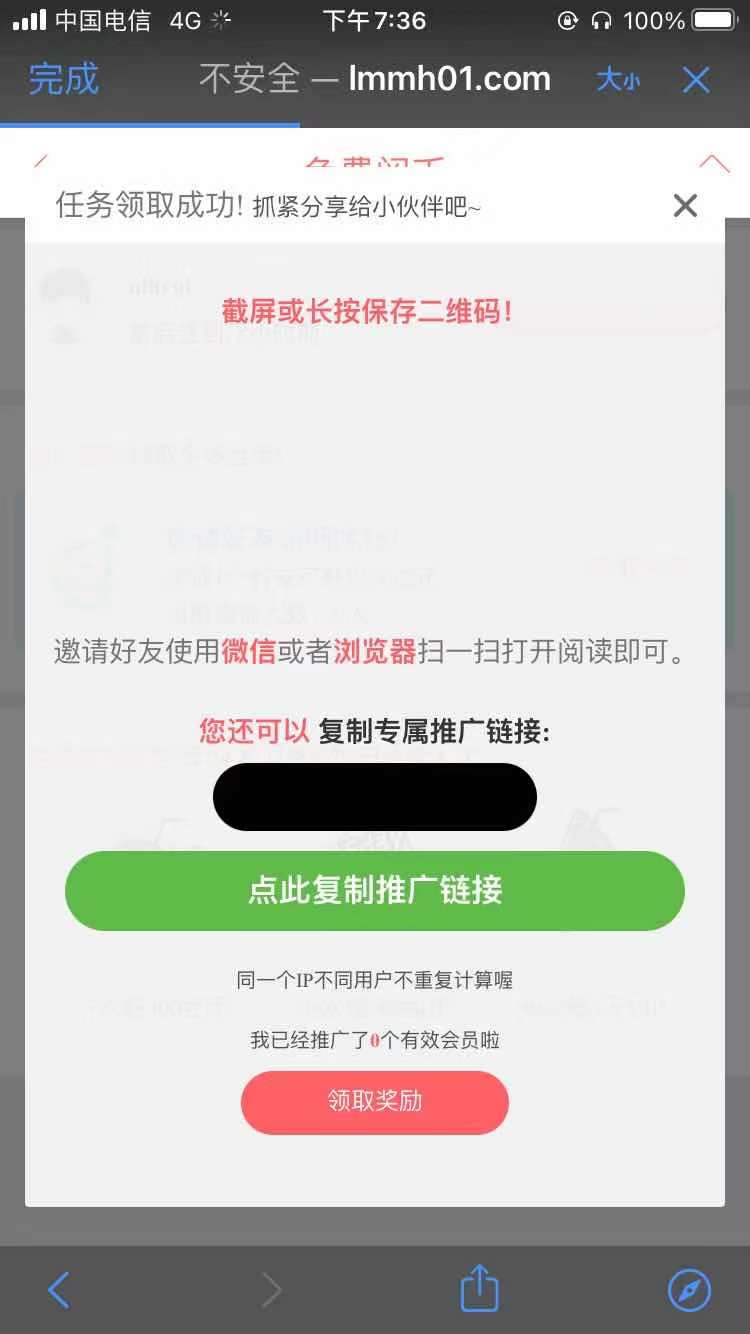 中国电信 4G 下午7:36 100%
完成 不安全 — lmmh01.com 大小
任务领取成功! 抓紧分享给小伙伴吧~
截屏或长按保存二维码!
邀请好友使用微信或者浏览器扫一扫打开阅读即可。
您还可以 复制专属推广链接:
点此复制推广链接
同一个IP不同用户不重复计算喔
我已经推广了0个有效会员啦
领取奖励